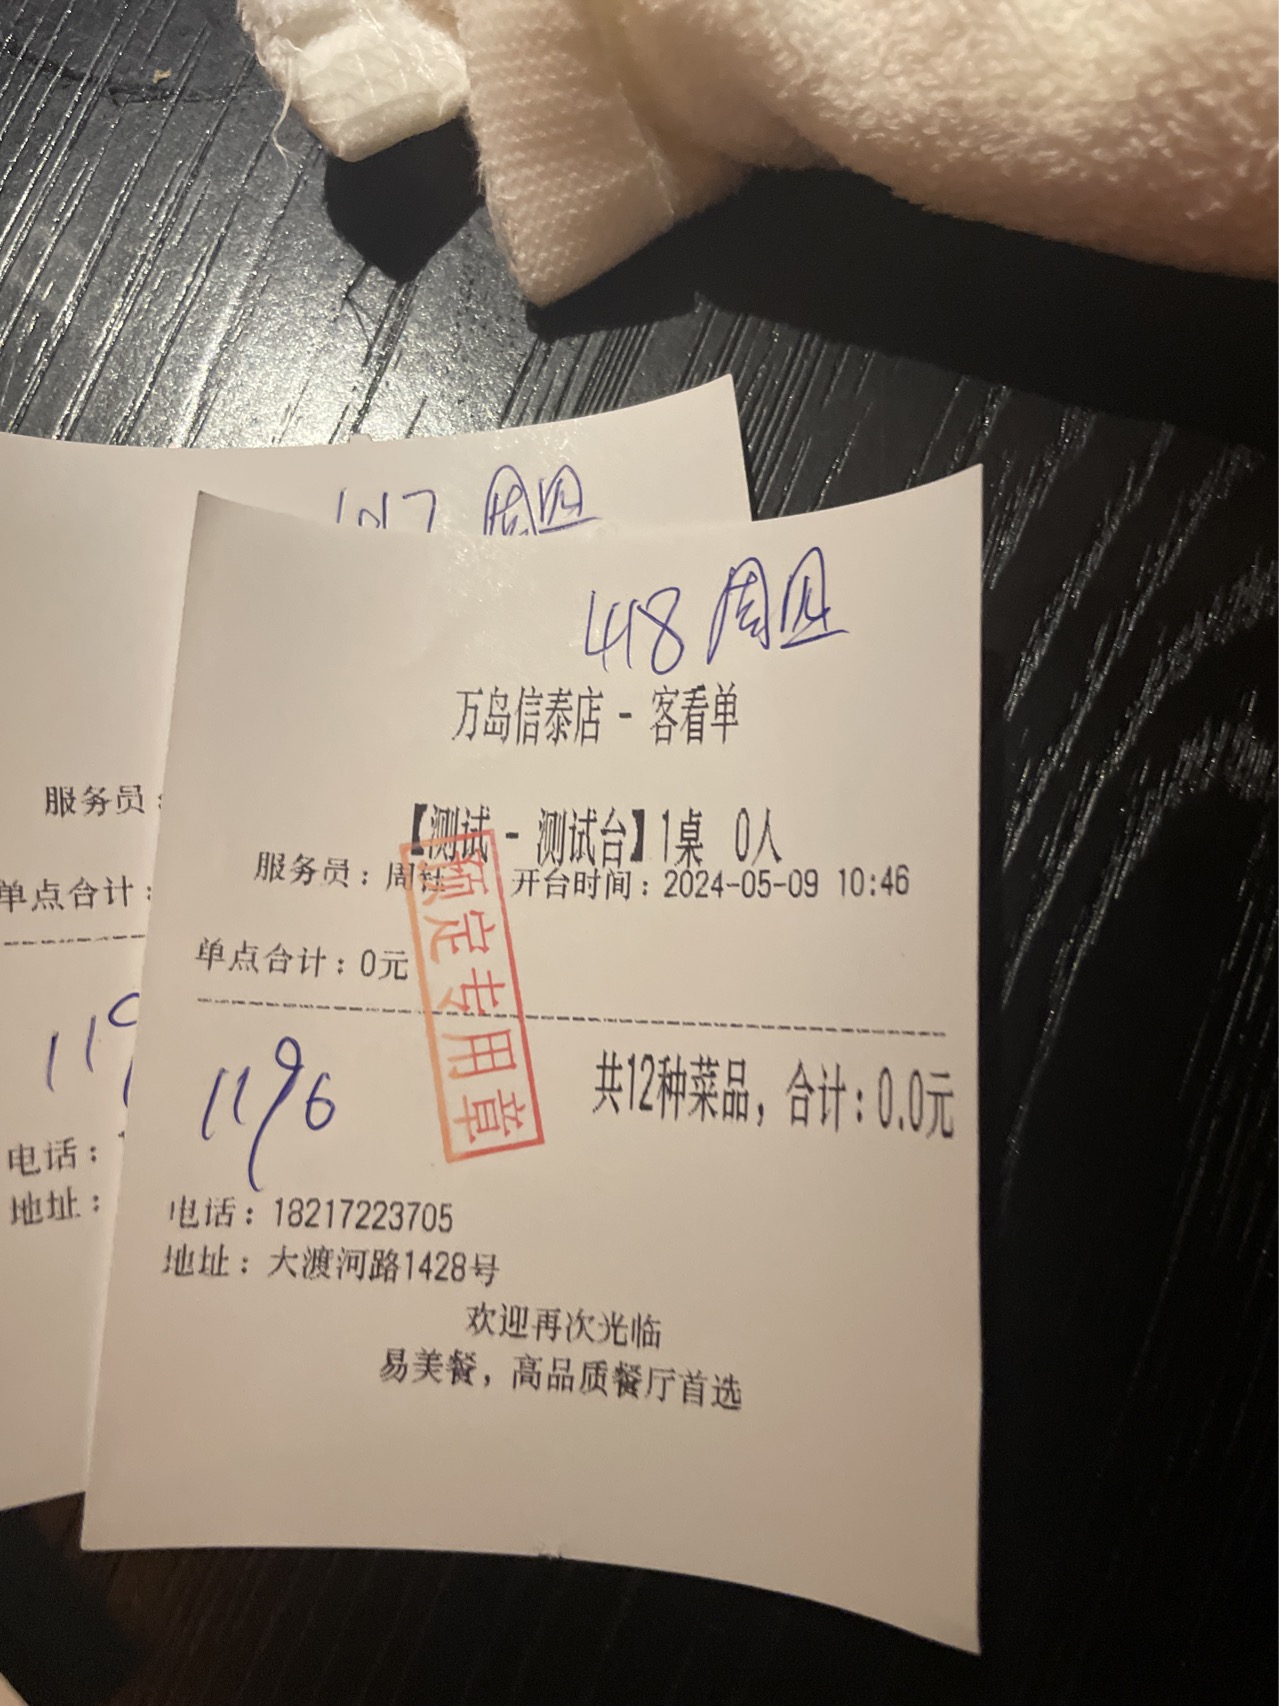 周四
418 周四
万岛信泰店 - 客看单
【测试 - 测试台】1桌 0人
服务员：周 开台时间：2024-05-09 10:46
单点合计：0元
预定专用章
1196
共12种菜品，合计：0.0元
电话：18217223705
地址：大渡河路1428号
欢迎再次光临
易美餐，高品质餐厅首选
服务员：
单点合计：
119
电话：
地址：